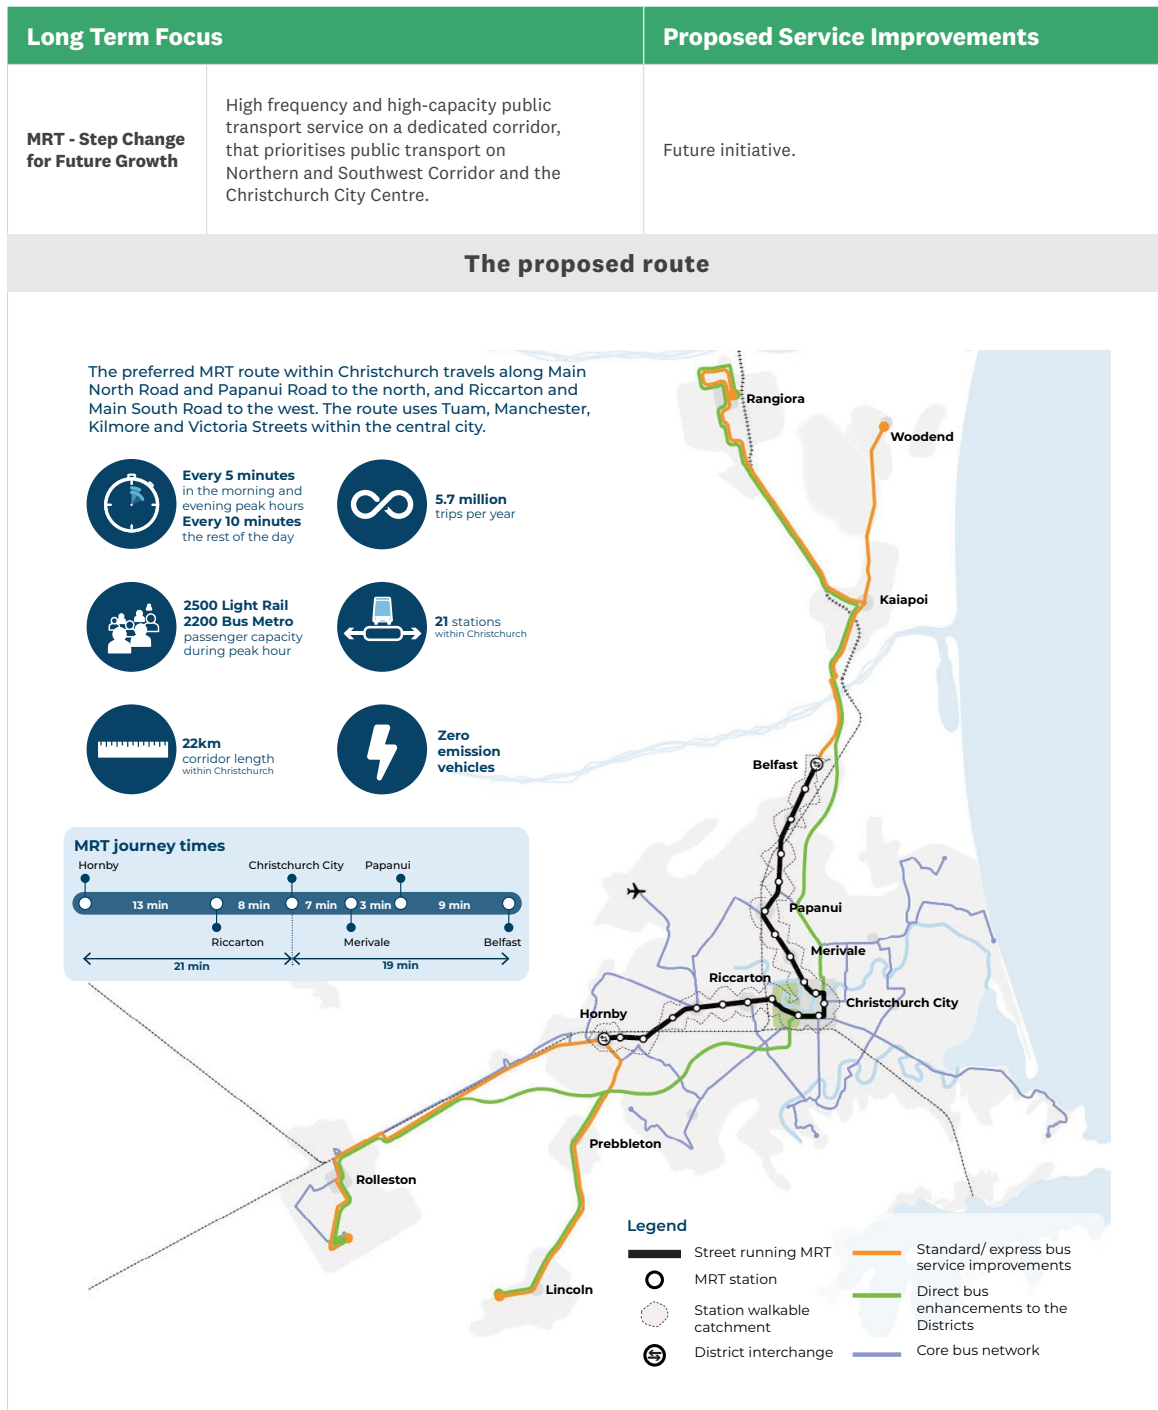 Long Term Focus
Proposed Service Improvements
MRT - Step Change
for Future Growth
High frequency and high-capacity public
transport service on a dedicated corridor,
that prioritises public transport on
Northern and Southwest Corridor and the
Christchurch City Centre.
Future initiative.
The proposed route
The preferred MRT route within Christchurch travels along Main
North Road and Papanui Road to the north, and Riccarton and
Main South Road to the west. The route uses Tuam, Manchester,
Kilmore and Victoria Streets within the central city.
Every 5 minutes
in the morning and
evening peak hours
Every 10 minutes
the rest of the day
5.7 million
trips per year
2500 Light Rail
2200 Bus Metro
passenger capacity
during peak hour
21 stations
within Christchurch
22km
corridor length
within Christchurch
Zero
emission
vehicles
MRT journey times
Hornby
Christchurch City
Papanui
13 min
8 min
7 min
3 min
9 min
Riccarton
Merivale
Belfast
21 min
19 min
Rangiora
Woodend
Kaiapoi
Belfast
Papanui
Merivale
Riccarton
Christchurch City
Hornby
Prebbleton
Rolleston
Lincoln
Legend
Street running MRT
MRT station
Station walkable
catchment
District interchange
Standard/ express bus
service improvements
Direct bus
enhancements to the
Districts
Core bus network